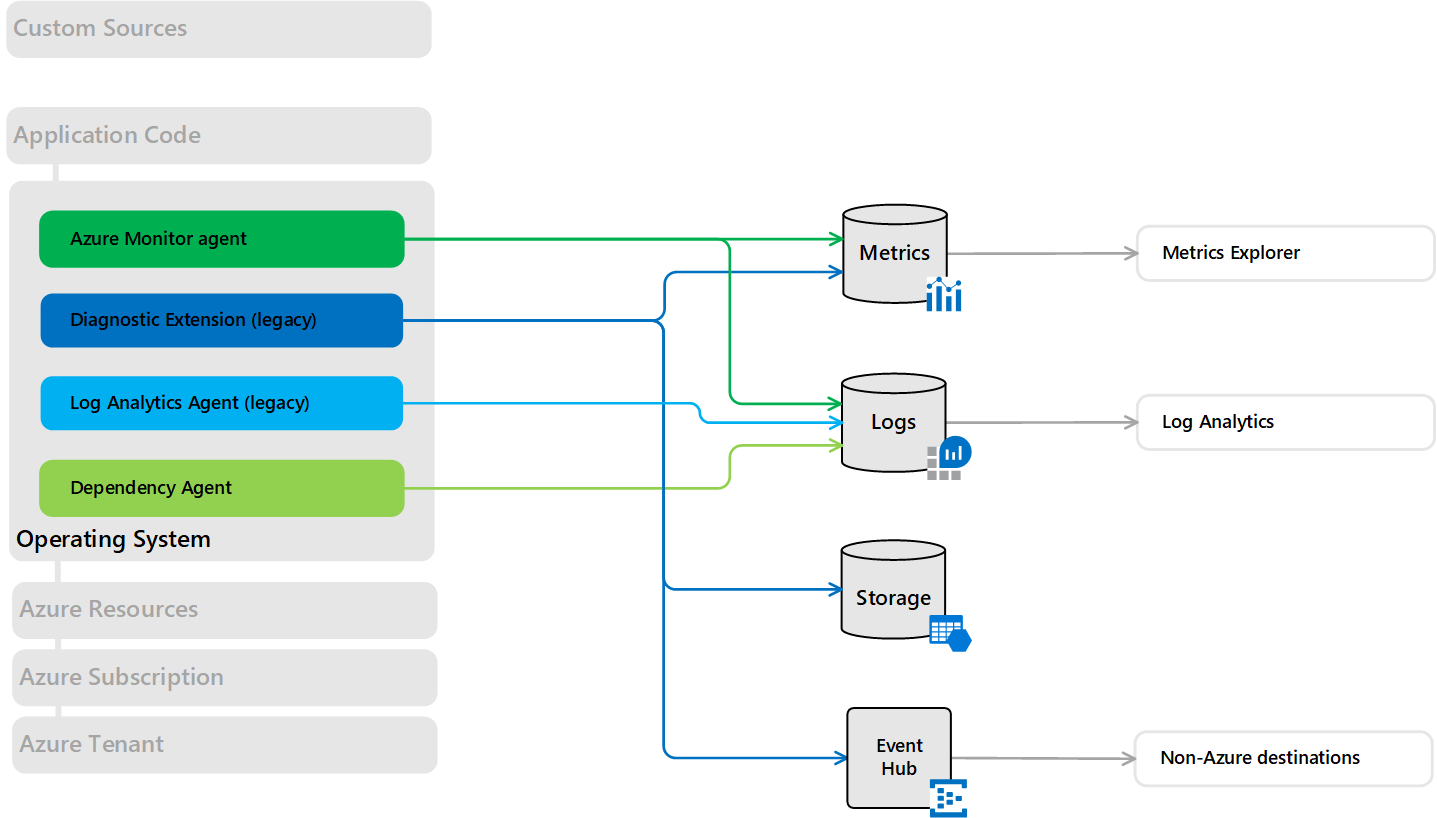 Custom Sources
Application Code
Azure Monitor agent
Diagnostic Extension (legacy)
Log Analytics Agent (legacy)
Dependency Agent
Operating System
Azure Resources
Azure Subscription
Azure Tenant
Metrics
Metrics Explorer
Logs
Log Analytics
Storage
Event
Hub
Non-Azure destinations